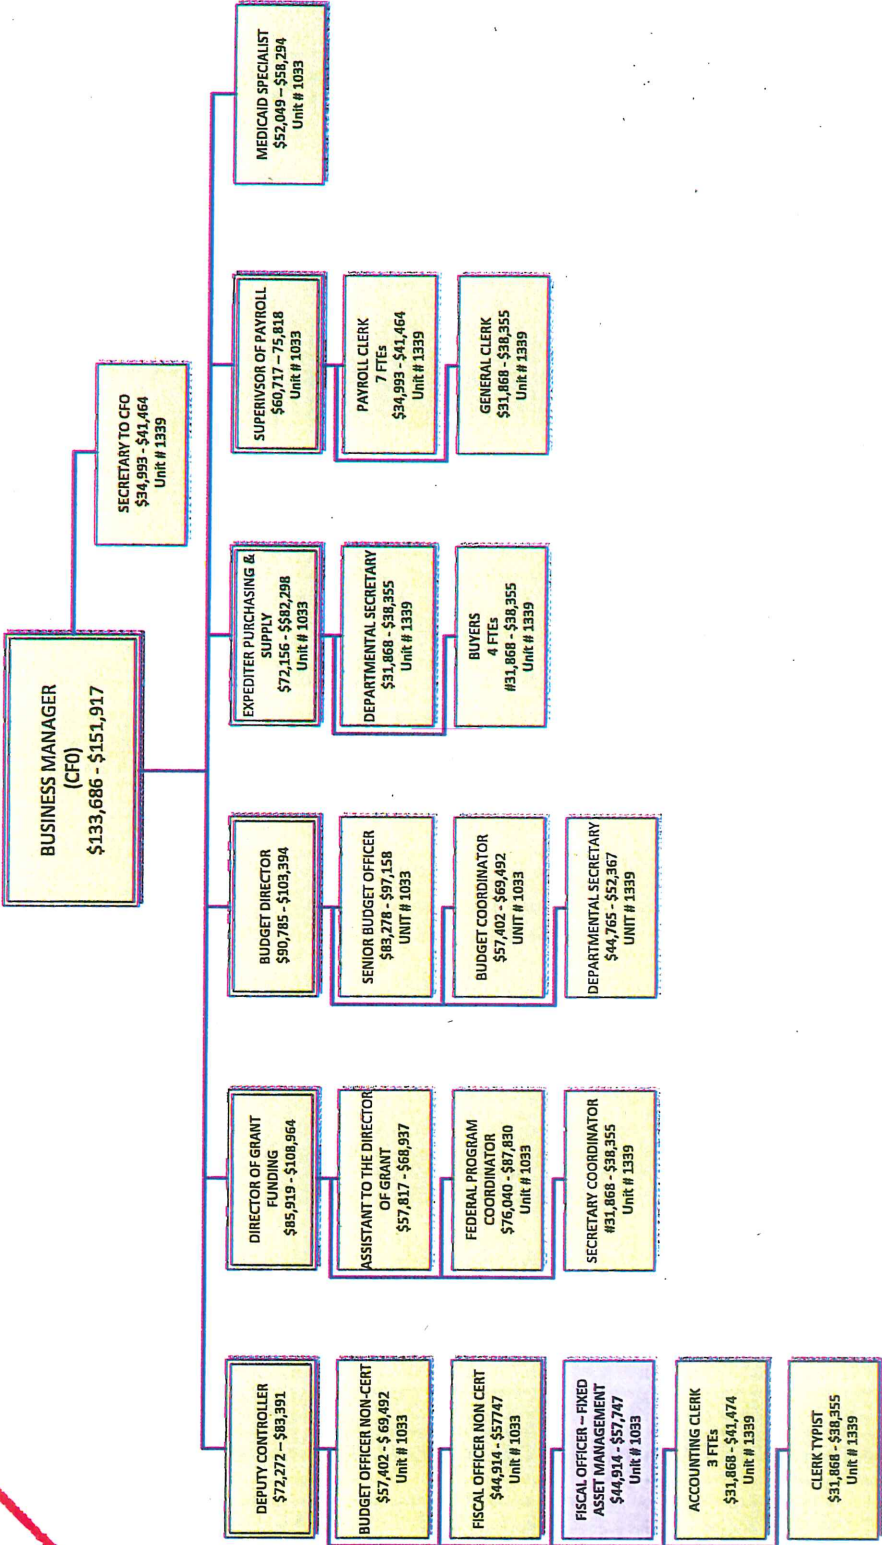 BUSINESS MANAGER
(CFO)
$133,686 - $151,917
SECRETARY TO CFO
$34,993 - $41,464
Unit # 1339
DEPUTY CONTROLLER
$72,272 – $83,391
BUDGET OFFICER NON-CERT
$57,402 - $ 69,492
Unit # 1033
FISCAL OFFICER NON CERT
$44,914 - $57747
Unit # 1033
FISCAL OFFICER – FIXED
ASSET MANAGEMENT
$44,914 - $57,747
Unit # 1033
ACCOUNTING CLERK
3 FTEs
$31,868 - $41,474
Unit # 1339
CLERK TYPIST
$31,868 - $38,355
Unit # 1339
DIRECTOR OF GRANT
FUNDING
$85,919 - $108,964
ASSISTANT TO THE DIRECTOR
OF GRANT
$57,817 - $68,937
FEDERAL PROGRAM
COORDINATOR
$76,040 - $87,830
Unit # 1033
SECRETARY COORDINATOR
#31,868 - $38,355
Unit # 1339
BUDGET DIRECTOR
$90,785 - $103,394
SENIOR BUDGET OFFICER
$83,278 - $97,158
UNIT # 1033
BUDGET COORDINATOR
$57,402 - $69,492
UNIT # 1033
DEPARTMENTAL SECRETARY
$44,765 - $52,367
UNIT # 1339
EXPEDITER PURCHASING &
SUPPLY
$72,156 - $$82,298
Unit # 1033
DEPARTMENTAL SECRETARY
$31,868 - $38,355
Unit # 1339
BUYERS
4 FTEs
#31,868 - $38,355
Unit # 1339
SUPERIVSOR OF PAYROLL
$60,717 – 75,818
Unit # 1033
PAYROLL CLERK
7 FTEs
$34,993 - $41,464
Unit # 1339
GENERAL CLERK
$31,868 - $38,355
Unit # 1339
MEDICAID SPECIALIST
$52,049 – $58,294
Unit # 1033